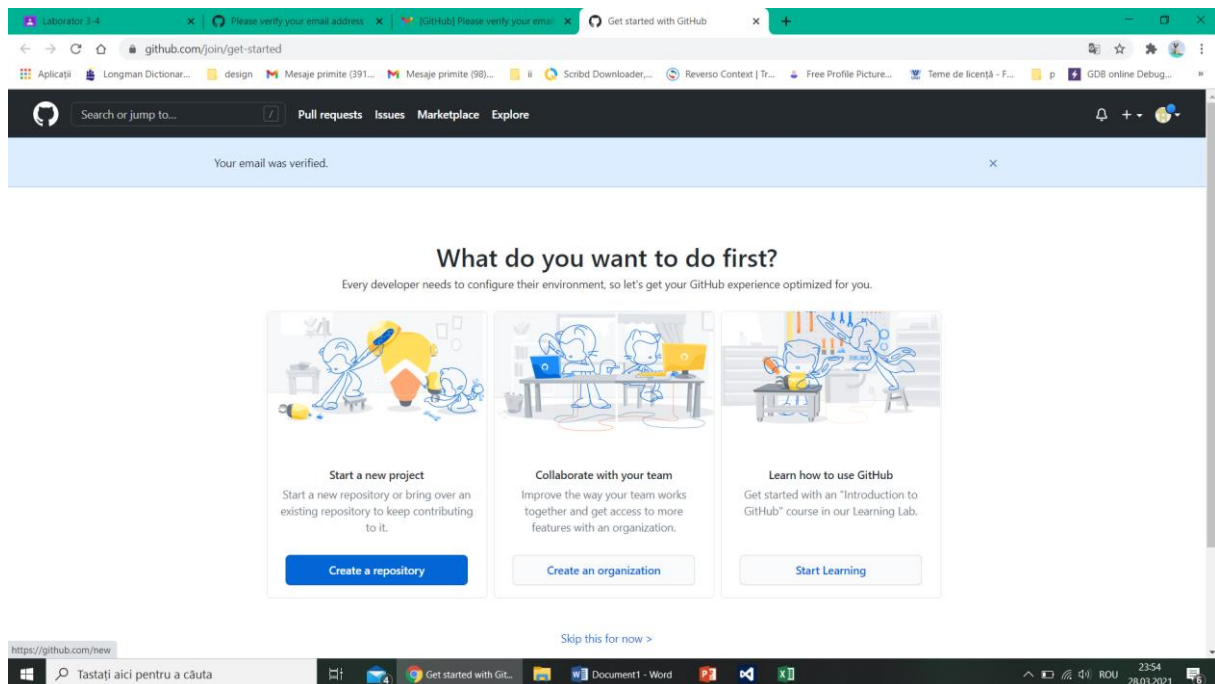 Laborator 3-4
Please verify your email address
[GitHub] Please verify your emai
Get started with GitHub
github.com/join/get-started
Aplicații
Longman Dictionar...
design
Mesaje primite (391...
Mesaje primite (98)...
ii
Scribd Downloader,...
Reverso Context | Tr...
Free Profile Picture...
Teme de licență - F...
p
GDB online Debug...
»
Search or jump to...
/
Pull requests Issues Marketplace Explore
Your email was verified.
What do you want to do first?
Every developer needs to configure their environment, so let's get your GitHub experience optimized for you.
Start a new project
Start a new repository or bring over an
existing repository to keep contributing
to it.
Create a repository
Collaborate with your team
Improve the way your team works
together and get access to more
features with an organization.
Create an organization
Learn how to use GitHub
Get started with an "Introduction to
GitHub" course in our Learning Lab.
Start Learning
Skip this for now >
https://github.com/new
Tastați aici pentru a căuta
4
Get started with Git...
Document1 - Word
ROU
23:54
28.03.2021
6